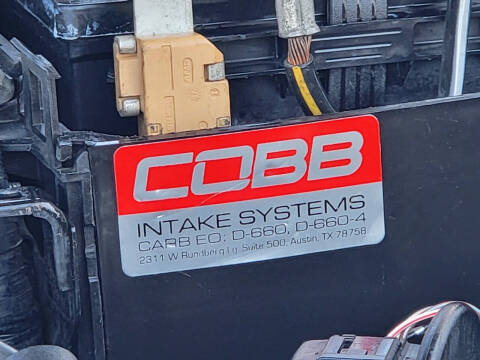 COBB
INTAKE SYSTEMS
CARB EO: D-660, D-660-4
2311 W Rundberg Ln. Suite 500, Austin, TX 78758